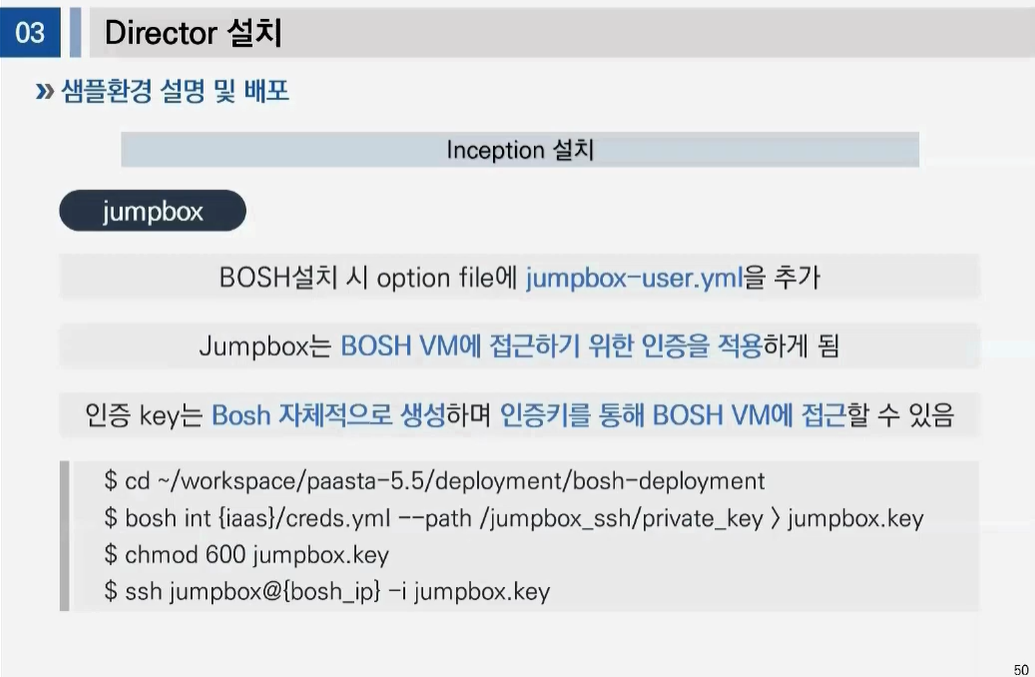 03
Director 설치
» 샘플환경 설명 및 배포
Inception 설치
jumpbox
BOSH설치 시 option file에 jumpbox-user.yml을 추가
Jumpbox는 BOSH VM에 접근하기 위한 인증을 적용하게 됨
인증 key는 Bosh 자체적으로 생성하며 인증키를 통해 BOSH VM에 접근할 수 있음
$ cd ~/workspace/paasta-5.5/deployment/bosh-deployment
$ bosh int {iaas}/creds.yml --path /jumpbox_ssh/private_key > jumpbox.key
$ chmod 600 jumpbox.key
$ ssh jumpbox@{bosh_ip} -i jumpbox.key
50